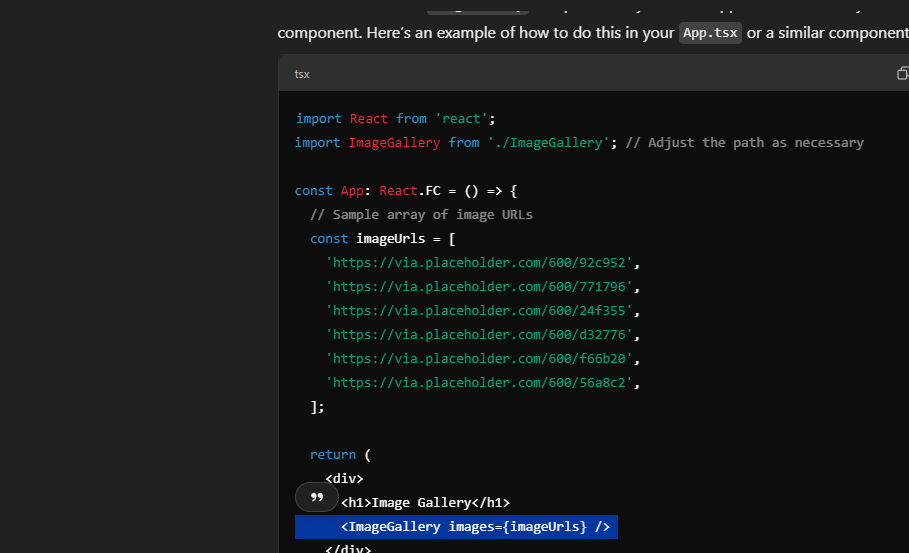 component. Here's an example of how to do this in your App.tsx or a similar component
tsx
import React from 'react';
import ImageGallery from './ImageGallery'; // Adjust the path as necessary
const App: React.FC = () => {
// Sample array of image URLs
const imageUrls = [
'https://via.placeholder.com/600/92c952',
'https://via.placeholder.com/600/771796',
'https://via.placeholder.com/600/24f355',
'https://via.placeholder.com/600/d32776',
'https://via.placeholder.com/600/f66b20',
'https://via.placeholder.com/600/56a8c2',
];
return (
<div>
<h1>Image Gallery</h1>
<ImageGallery images={imageUrls} />
</div>